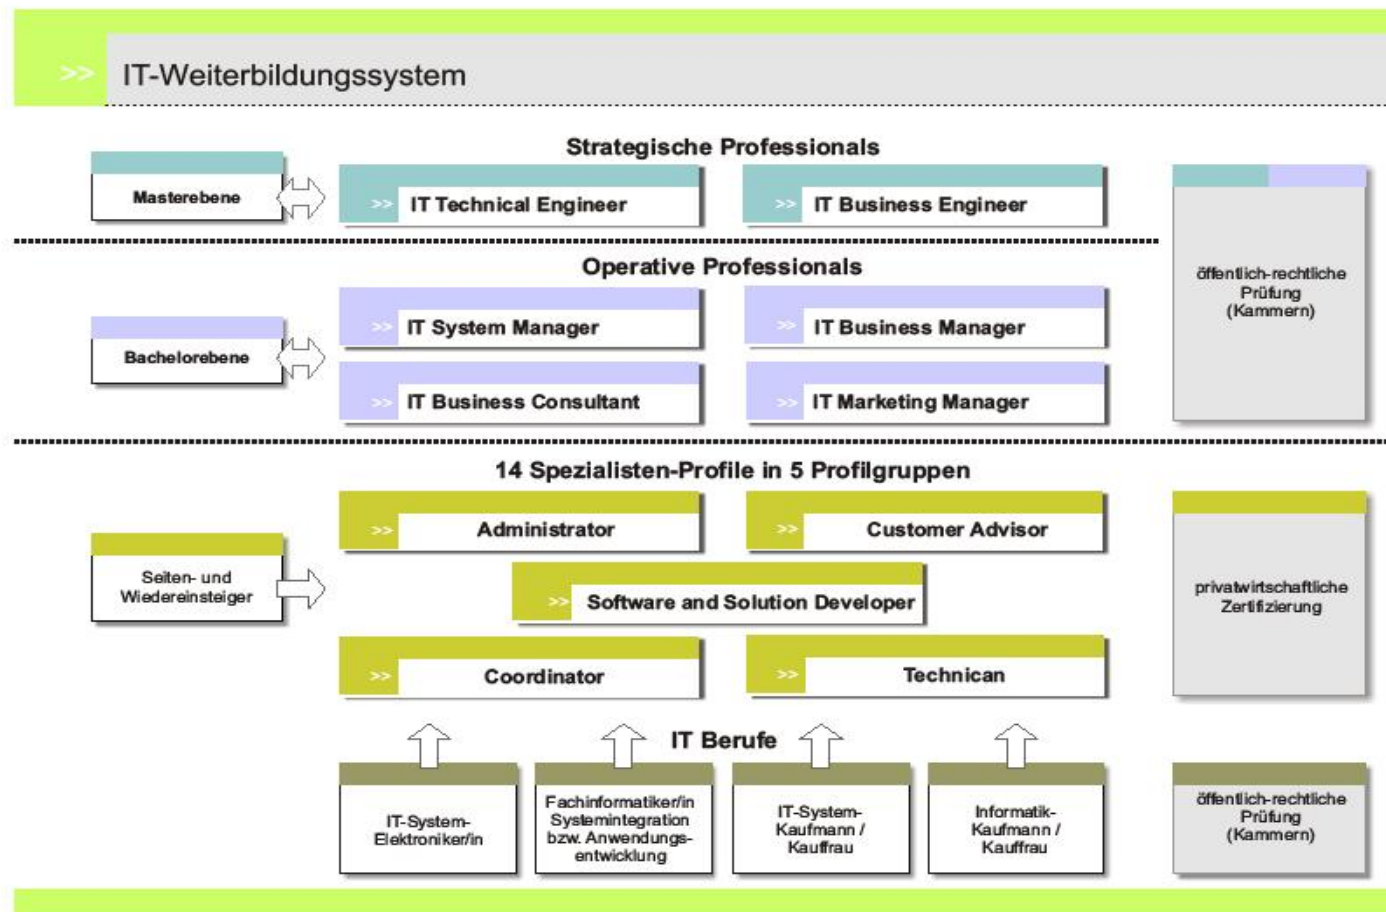 >> IT-Weiterbildungssystem
Strategische Professionals
Masterebene
>> IT Technical Engineer
>> IT Business Engineer
öffentlich-rechtliche
Prüfung
(Kammern)
Operative Professionals
Bachelorebene
>> IT System Manager
>> IT Business Manager
>> IT Business Consultant
>> IT Marketing Manager
14 Spezialisten-Profile in 5 Profilgruppen
Seiten- und
Wiedereinsteiger
>> Administrator
>> Customer Advisor
>> Software and Solution Developer
>> Coordinator
>> Technican
privatwirtschaftliche
Zertifizierung
IT Berufe
IT-System-
Elektroniker/in
Fachinformatiker/in
Systemintegration
bzw. Anwendungs-
entwicklung
IT-System-
Kaufmann /
Kauffrau
Informatik-
Kaufmann /
Kauffrau
öffentlich-rechtliche
Prüfung
(Kammern)